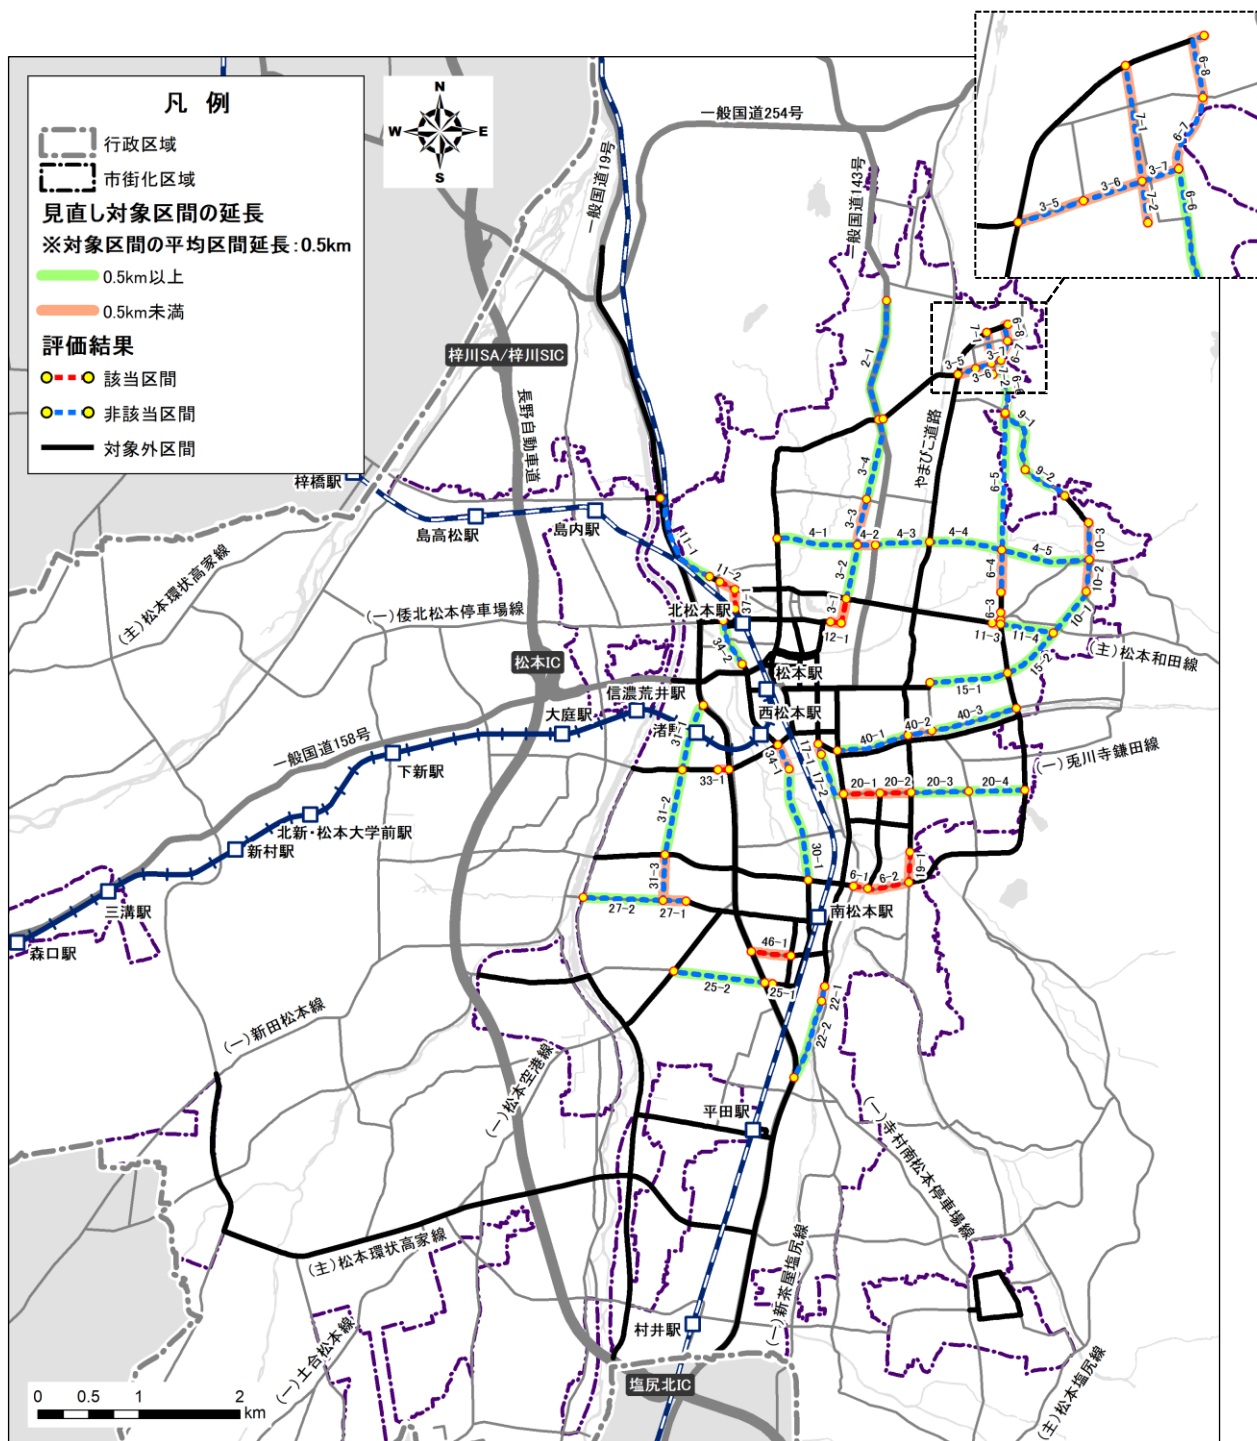 凡 例
行政区域
市街化区域
見直し対象区間の延長
※対象区間の平均区間延長:0.5km
0.5km以上
0.5km未満
評価結果
該当区間
非該当区間
対象外区間
N
W
E
S
一般国道254号
一般国道19号
一般国道143号
6-8
7-1
6-7
3-7
3-6
3-5
7-2
6-6
梓川SA/梓川SIC
長野自動車道
2-1
やまびこ道路
7-1
6-8
6-7
3-7
3-5
3-6
7-2
6-6
9-1
9-2
3-4
6-5
梓橋駅
島高松駅
島内駅
3-3
4-1
4-2
4-3
4-4
4-5
10-3
10-2
11-1
11-2
3-2
6-4
(主)松本環状高家線
(一)倭北松本停車場線
北松本駅
37-1
3-1
12-1
6-3
11-3
11-4
10-1
(主)松本和田線
34-2
松本IC
松本駅
15-2
15-1
信濃荒井駅
大庭駅
渚駅
西松本駅
31-1
40-2
40-3
40-1
一般国道158号
下新駅
34-1
17-1
17-2
33-1
(一)兎川寺鎌田線
20-1
20-2
20-3
20-4
31-2
北新・松本大学前駅
新村駅
30-1
31-3
6-1
6-2
19-1
三溝駅
27-2
27-1
南松本駅
森口駅
46-1
25-2
25-1
22-1
22-2
(一)新田松本線
(一)松本空港線
平田駅
(一)寺村南松本停車場線
(主)松本環状高家線
(一)新茶屋塩尻線
村井駅
(一)土合松本線
塩尻北IC
(主)松本塩尻線
0 0.5 1 2
km